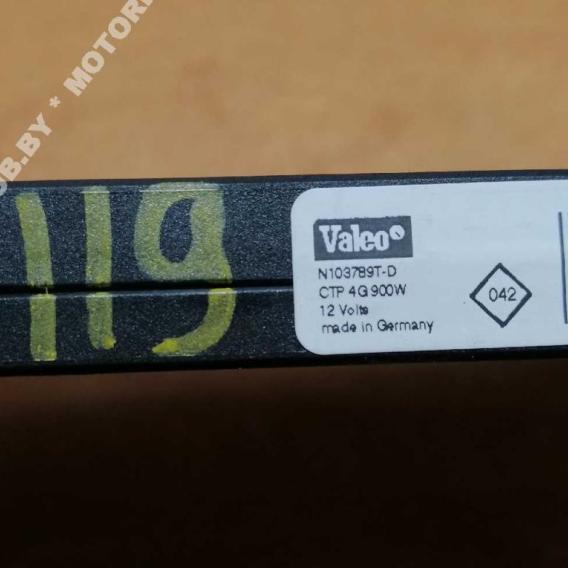 119
Valeo
N103789T-D
CTP 4G 900W
12 Volts
made in Germany
042